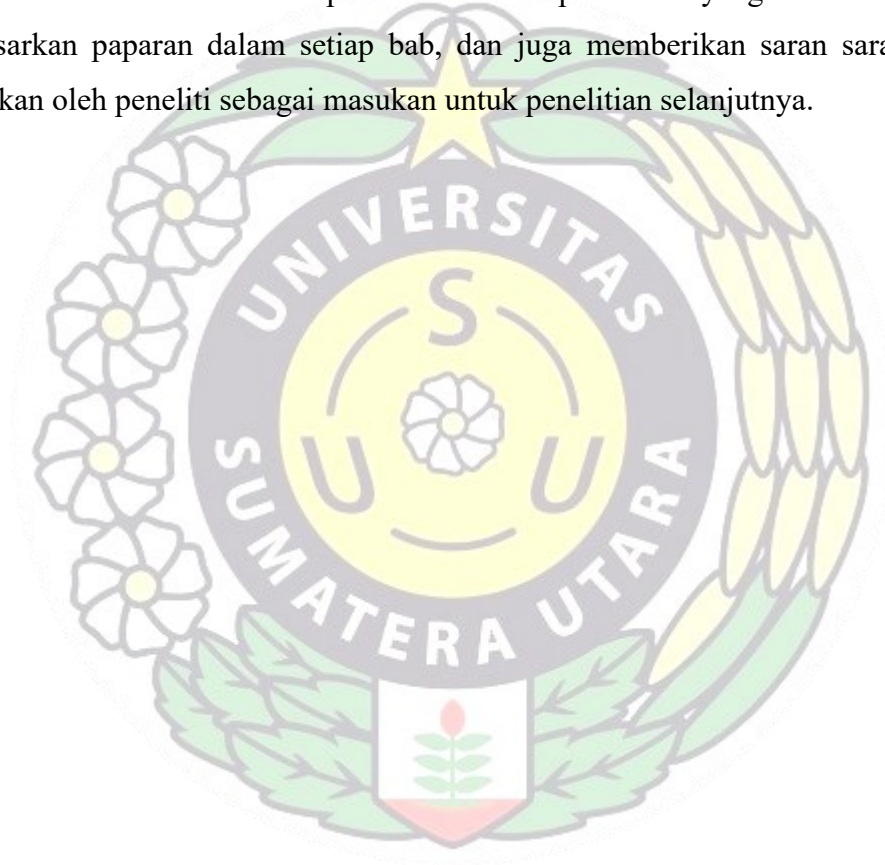 sarkan paparan dalam setiap bab, dan juga memberikan saran sara
kan oleh peneliti sebagai masukan untuk penelitian selanjutnya.
UNIVERSITAS
S
U U
SUMATERA UTARA